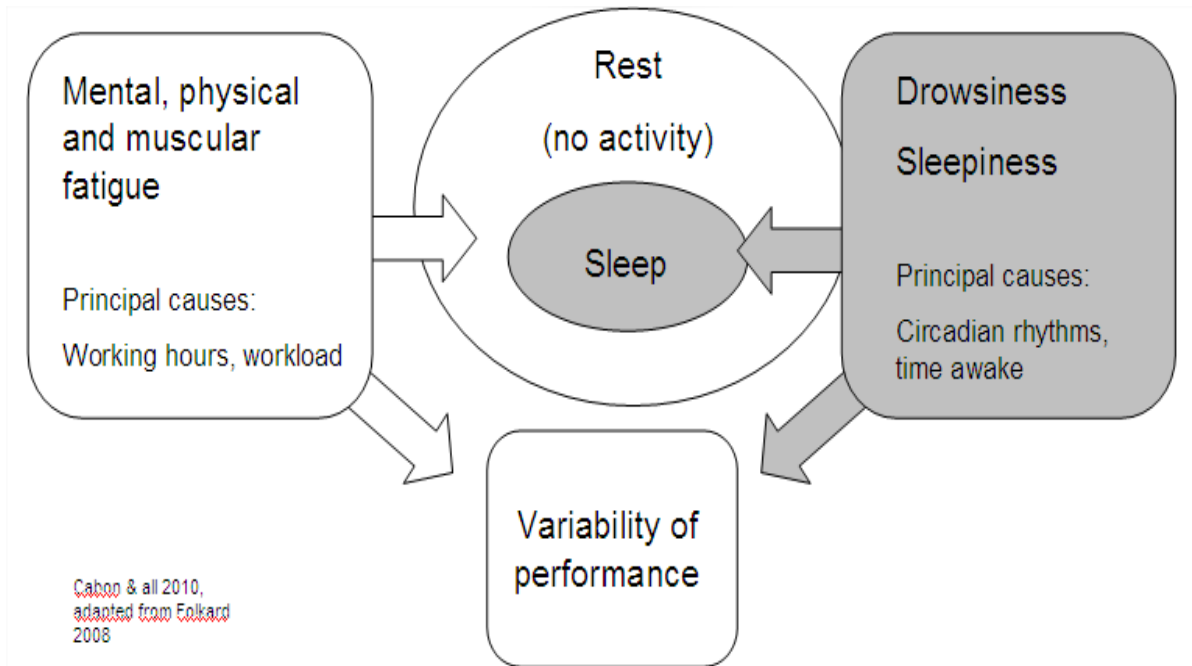 Mental, physical
and muscular
fatigue
Principal causes:
Working hours, workload
Rest
(no activity)
Sleep
Drowsiness
Sleepiness
Principal causes:
Circadian rhythms,
time awake
Variability of
performance
Cabon & all 2010,
adapted from Folkard
2008